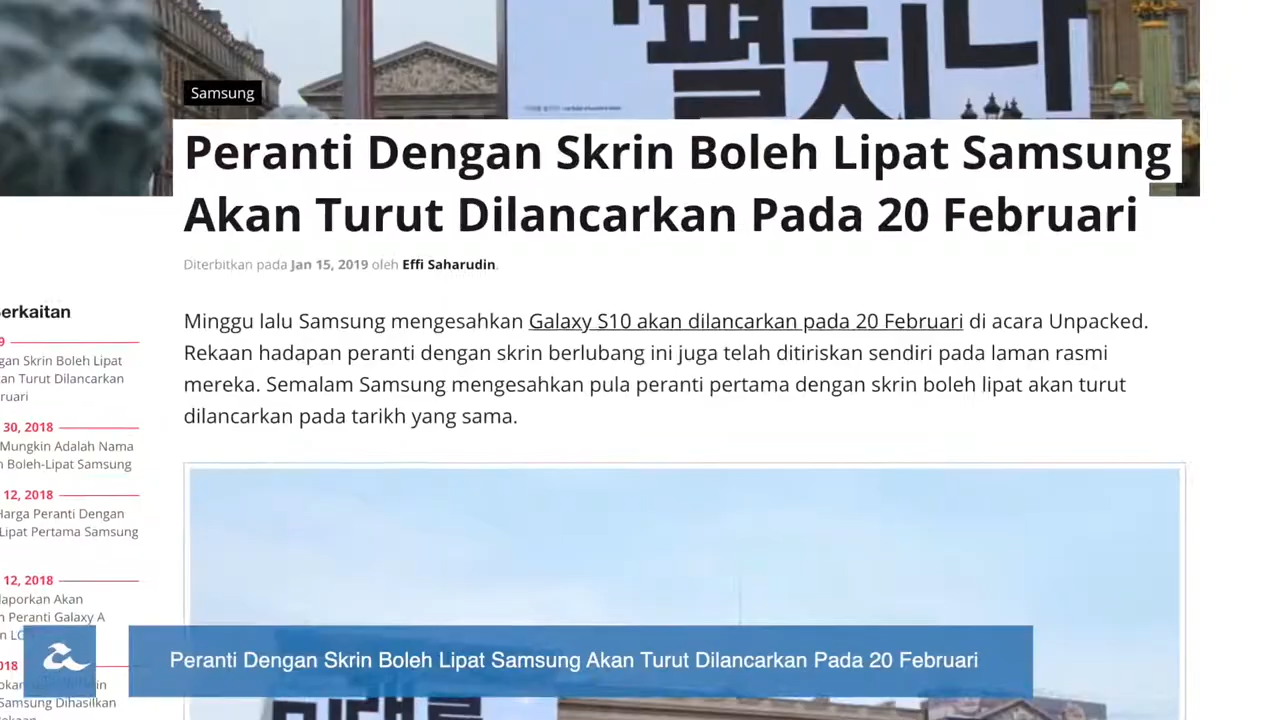 펼치다
Samsung
Peranti Dengan Skrin Boleh Lipat Samsung
Akan Turut Dilancarkan Pada 20 Februari
Diterbitkan pada Jan 15, 2019 oleh Effi Saharudin.
Minggu lalu Samsung mengesahkan Galaxy S10 akan dilancarkan pada 20 Februari di acara Unpacked.
Rekaan hadapan peranti dengan skrin berlubang ini juga telah ditiriskan sendiri pada laman rasmi
mereka. Semalam Samsung mengesahkan pula peranti pertama dengan skrin boleh lipat akan turut
dilancarkan pada tarikh yang sama.
erkaitan
9
gan Skrin Boleh Lipat
an Turut Dilancarkan
ruari
30, 2018
Mungkin Adalah Nama
n Boleh-Lipat Samsung
12, 2018
Harga Peranti Dengan
Lipat Pertama Samsung
12, 2018
laporkan Akan
n Peranti Galaxy A
018
Samsung Dihasilkan
Peranti Dengan Skrin Boleh Lipat Samsung Akan Turut Dilancarkan Pada 20 Februari